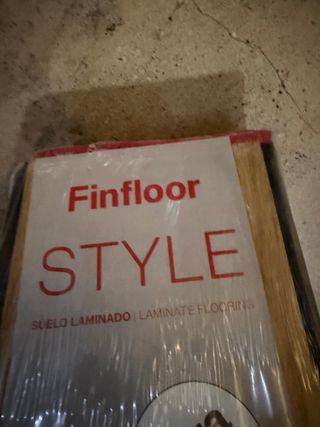 Finfloor
STYLE
SUELO LAMINADO | LAMINATE FLOORING